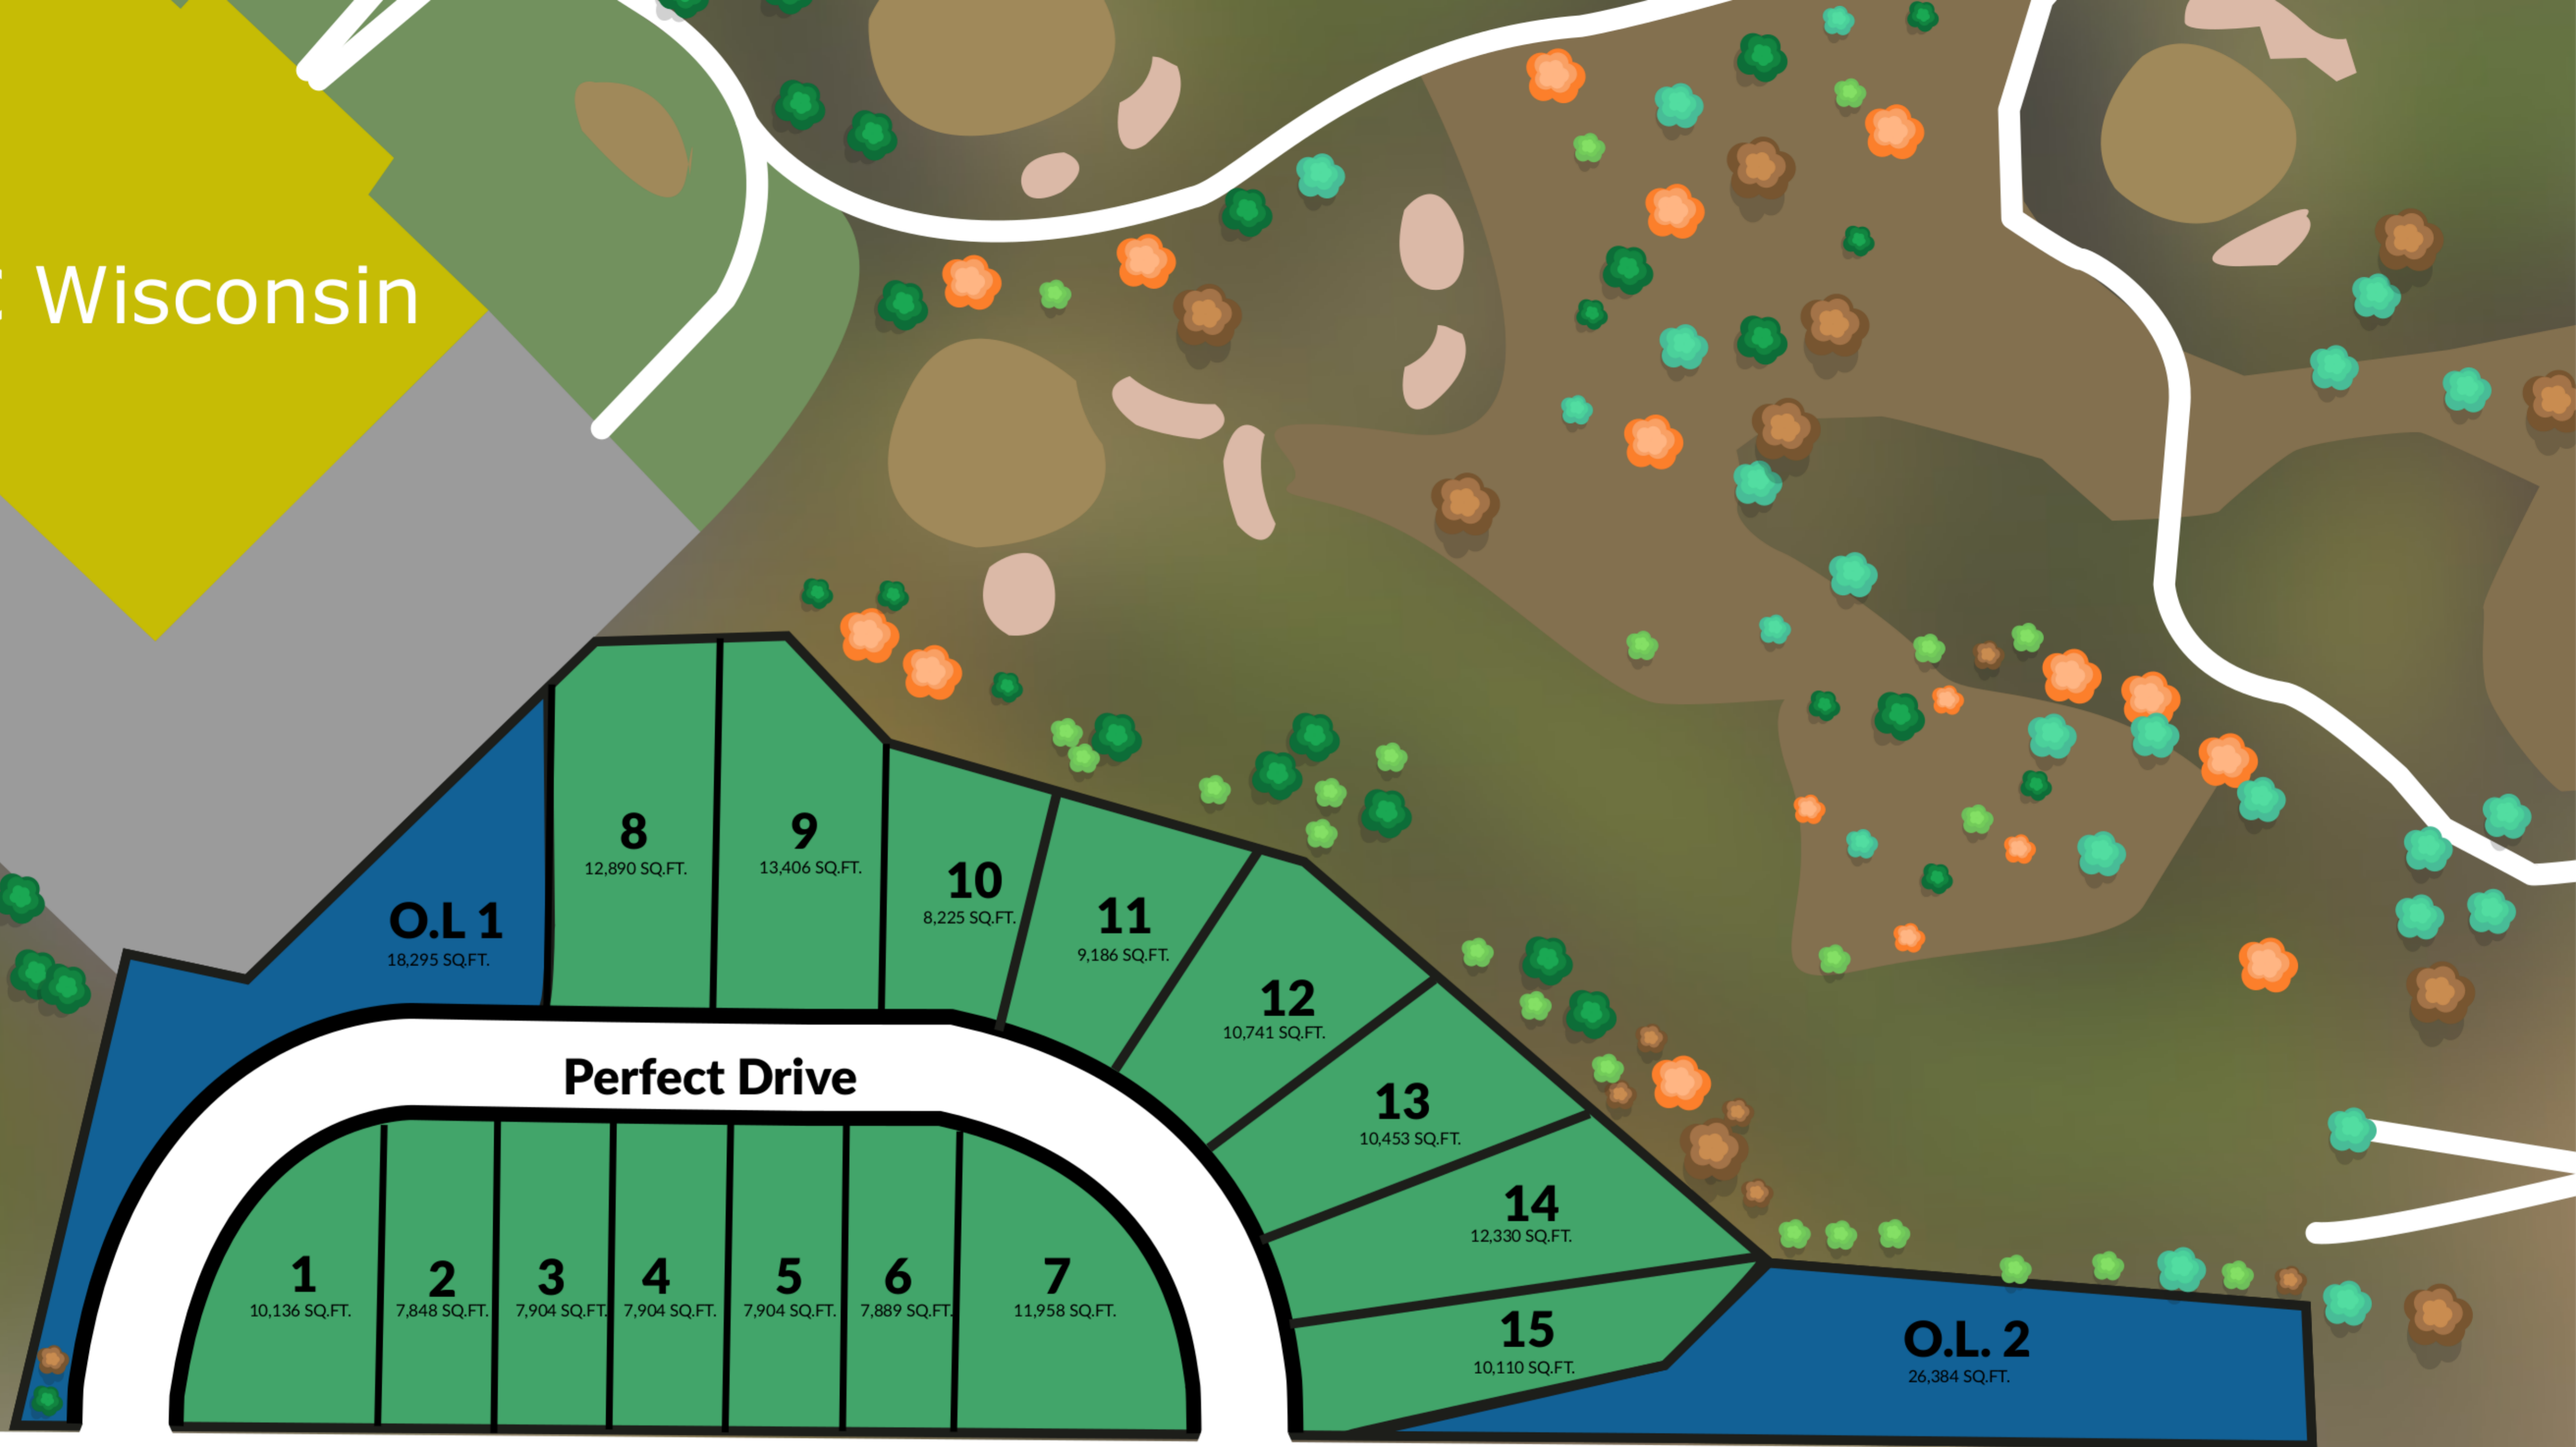 Wisconsin
8
12,890 SQ.FT.
9
13,406 SQ.FT.
10
8,225 SQ.FT.
11
9,186 SQ.FT.
O.L 1
18,295 SQ.FT.
12
10,741 SQ.FT.
Perfect Drive
13
10,453 SQ.FT.
14
12,330 SQ.FT.
1
10,136 SQ.FT.
2
7,848 SQ.FT.
3
7,904 SQ.FT.
4
7,904 SQ.FT.
5
7,904 SQ.FT.
6
7,889 SQ.FT.
7
11,958 SQ.FT.
15
10,110 SQ.FT.
O.L. 2
26,384 SQ.FT.